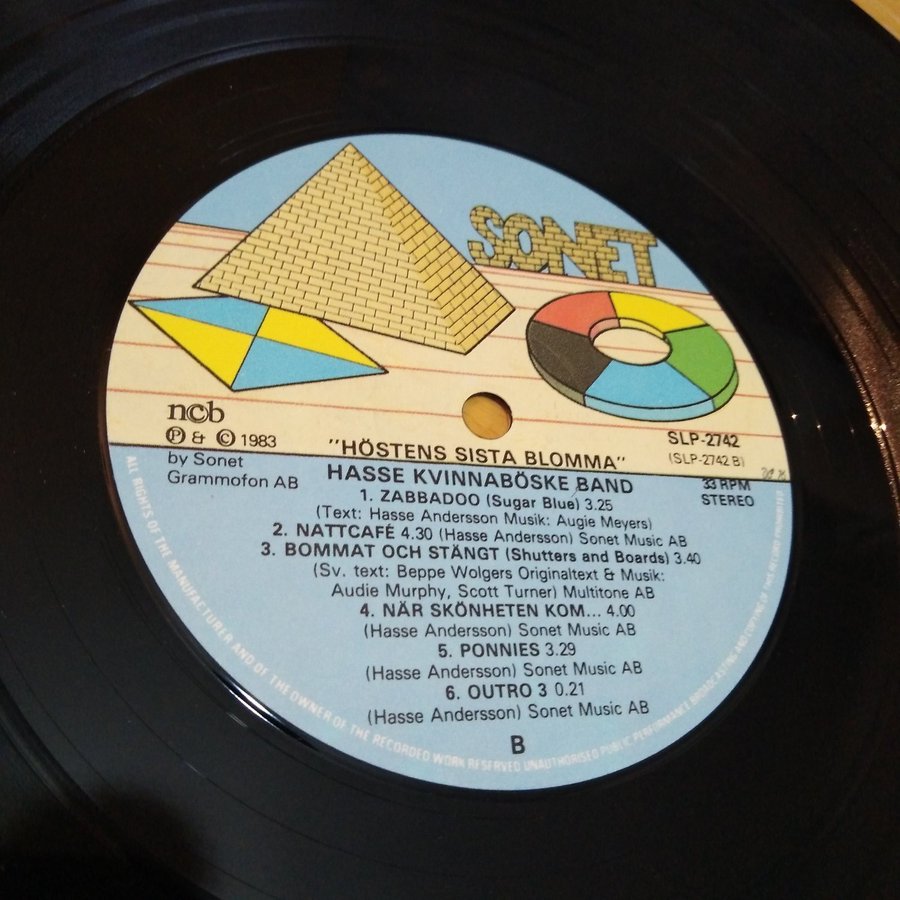 SONET
ncb
Ⓟ & © 1983
by Sonet
Grammofon AB
SLP-2742
(SLP-2742 B)
33 RPM
STEREO
"HÖSTENS SISTA BLOMMA"
HASSE KVINNABÖSKE BAND
1. ZABBADOO (Sugar Blue) 3.25
(Text: Hasse Andersson Musik: Augie Meyers)
2. NATTCAFÉ 4.30 (Hasse Andersson) Sonet Music AB
3. BOMMAT OCH STÄNGT (Shutters and Boards) 3.40
(Sv. text: Beppe Wolgers Originaltext & Musik:
Audie Murphy, Scott Turner) Multitone AB
4. NÄR SKÖNHETEN KOM... 4.00
(Hasse Andersson) Sonet Music AB
5. PONNIES 3.29
(Hasse Andersson) Sonet Music AB
6. OUTRO 3 0.21
(Hasse Andersson) Sonet Music AB
B
ALL RIGHTS OF THE MANUFACTURER AND OF THE OWNER OF THE RECORDED WORK RESERVED UNAUTHORISED PUBLIC PERFORMANCE BROADCASTING AND COPYING OF THIS RECORD PROHIBITED